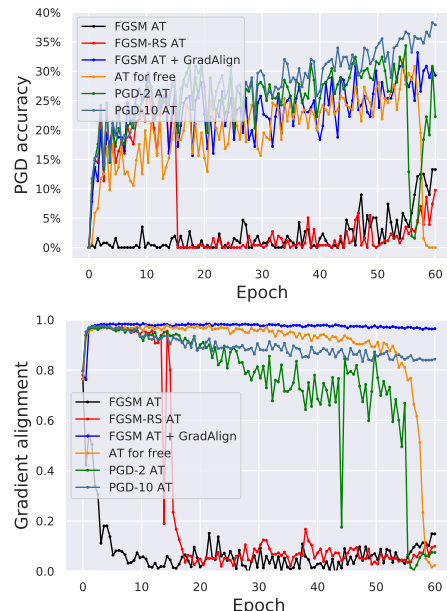 40%
35%
30%
25%
20%
15%
10%
5%
0%
PGD accuracy
FGSM AT
FGSM-RS AT
FGSM AT + GradAlign
AT for free
PGD-2 AT
PGD-10 AT
0 10 20 30 40 50 60
Epoch
1.0
0.8
0.6
0.4
0.2
0.0
Gradient alignment
FGSM AT
FGSM-RS AT
FGSM AT + GradAlign
AT for free
PGD-2 AT
PGD-10 AT
0 10 20 30 40 50 60
Epoch